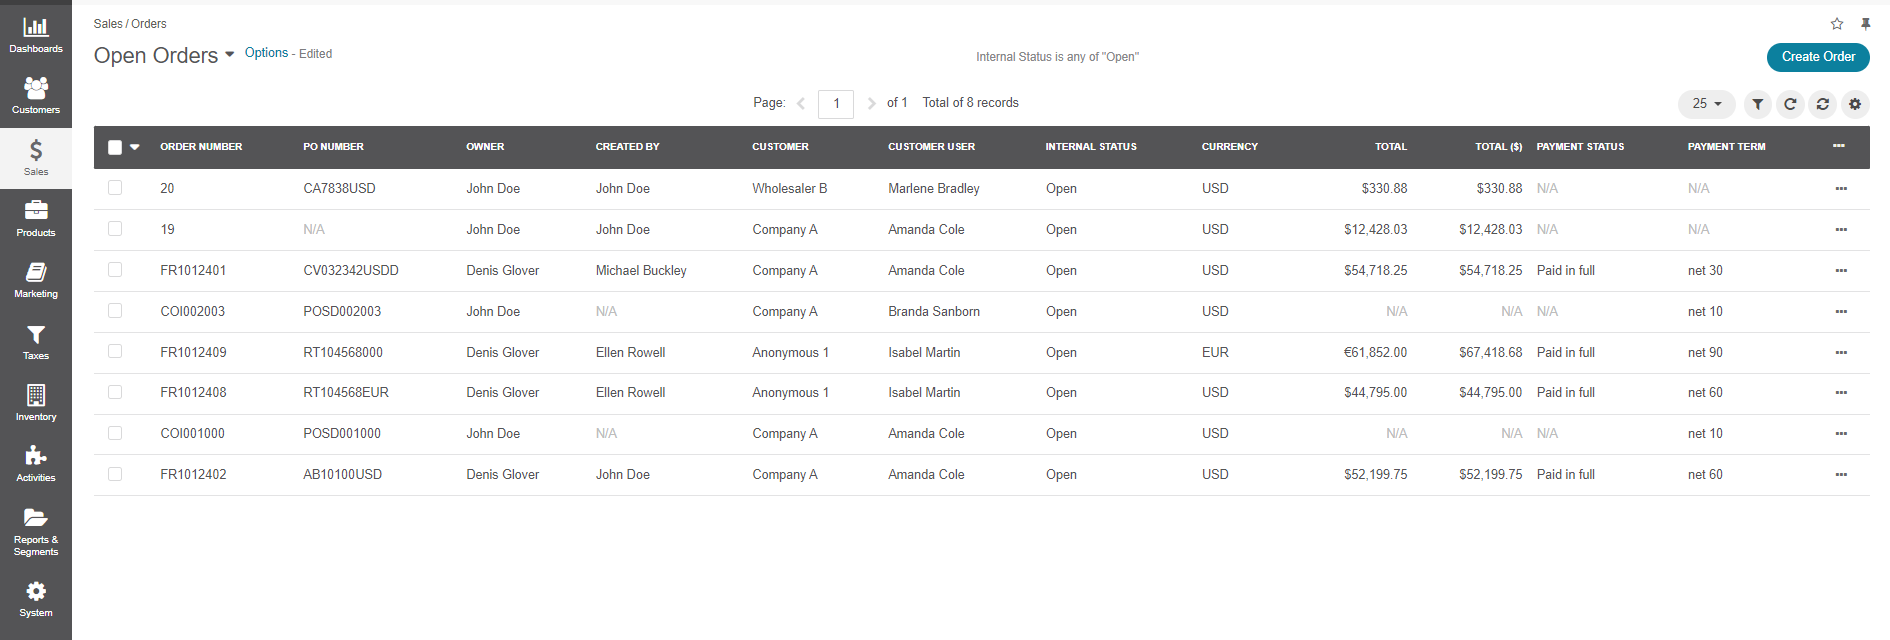 Dashboards
Customers
Sales
Products
Marketing
Taxes
Inventory
Activities
Reports &
Segments
System
Sales / Orders
Open Orders Options - Edited
Internal Status is any of "Open"
Create Order
Page: 1 of 1 Total of 8 records
25
ORDER NUMBER PO NUMBER OWNER CREATED BY CUSTOMER CUSTOMER USER INTERNAL STATUS CURRENCY TOTAL TOTAL ($) PAYMENT STATUS PAYMENT TERM
20 CA7838USD John Doe John Doe Wholesaler B Marlene Bradley Open USD $330.88 $330.88 N/A N/A
19 N/A John Doe John Doe Company A Amanda Cole Open USD $12,428.03 $12,428.03 N/A N/A
FR1012401 CV032342USDD Denis Glover Michael Buckley Company A Amanda Cole Open USD $54,718.25 $54,718.25 Paid in full net 30
COI002003 POSD002003 John Doe N/A Company A Branda Sanborn Open USD N/A N/A N/A net 10
FR1012409 RT104568000 Denis Glover Ellen Rowell Anonymous 1 Isabel Martin Open EUR €61,852.00 $67,418.68 Paid in full net 90
FR1012408 RT104568EUR Denis Glover Ellen Rowell Anonymous 1 Isabel Martin Open USD $44,795.00 $44,795.00 Paid in full net 60
COI001000 POSD001000 John Doe N/A Company A Amanda Cole Open USD N/A N/A N/A net 10
FR1012402 AB10100USD Denis Glover John Doe Company A Amanda Cole Open USD $52,199.75 $52,199.75 Paid in full net 60